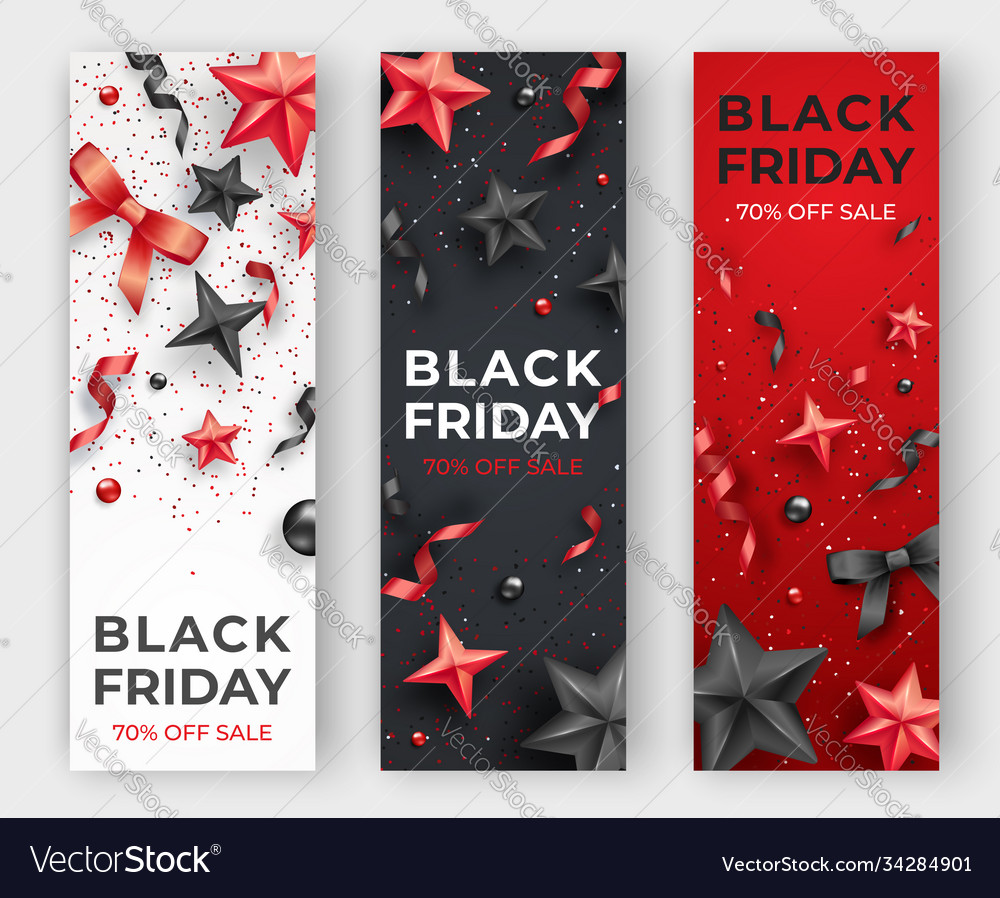 BLACK
FRIDAY
70% OFF SALE
BLACK
FRIDAY
70% OFF SALE
BLACK
FRIDAY
70% OFF SALE
VectorStock®
VectorStock.com/34284901